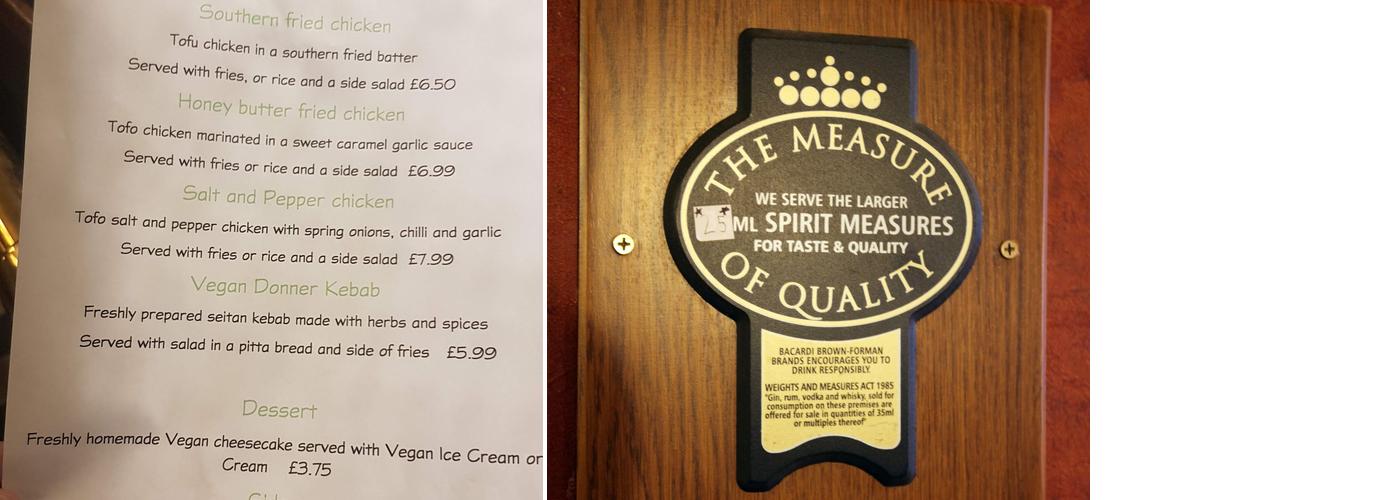 Southern fried chicken
Tofu chicken in a southern fried batter
Served with fries, or rice and a side salad £6.50
Honey butter fried chicken
Tofo chicken marinated in a sweet caramel garlic sauce
Served with fries or rice and a side salad £6.99
Salt and Pepper chicken
Tofo salt and pepper chicken with spring onions, chilli and garlic
Served with fries or rice and a side salad £7.99
Vegan Donner Kebab
Freshly prepared seitan kebab made with herbs and spices
Served with salad in a pitta bread and side of fries £5.99
Dessert
Freshly homemade Vegan cheesecake served with Vegan Ice Cream or
Cream £3.75
THE MEASURE
WE SERVE THE LARGER
25 ML SPIRIT MEASURES
FOR TASTE & QUALITY
OF QUALITY
BACARDI BROWN-FORMAN
BRANDS ENCOURAGES YOU TO
DRINK RESPONSIBLY.
WEIGHTS AND MEASURES ACT 1985
"Gin, rum, vodka and whisky, sold for
consumption on these premises are
offered for sale in quantities of 35ml
or multiples thereof"